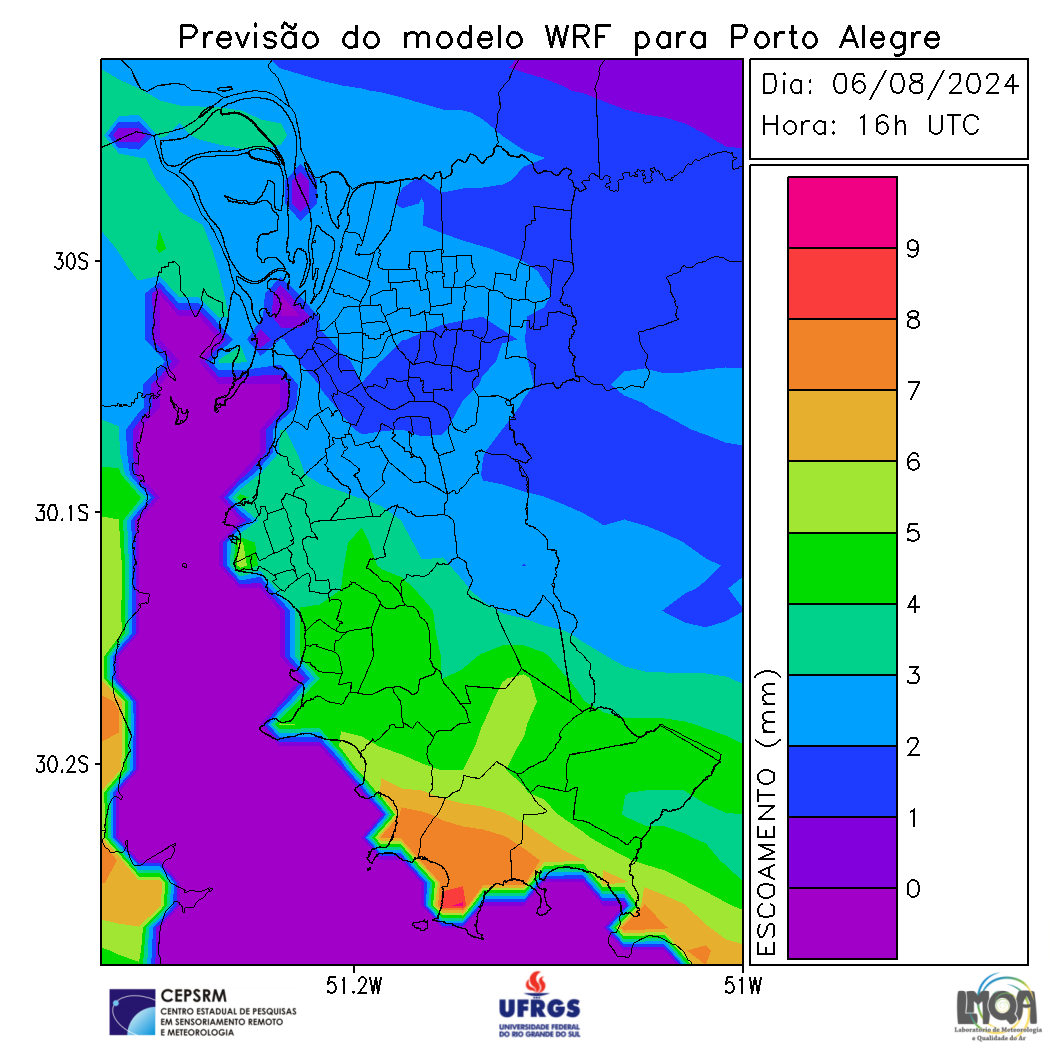 Previsão do modelo WRF para Porto Alegre
Dia: 06/08/2024
Hora: 16h UTC
30S
30.1S
30.2S
51.2W
51W
ESCOAMENTO (mm)
9
8
7
6
5
4
3
2
1
0
CEPSRM
CENTRO ESTADUAL DE PESQUISAS
EM SENSORIAMENTO REMOTO
E METEOROLOGIA
UFRGS
UNIVERSIDADE FEDERAL
DO RIO GRANDE DO SUL
LMQA
Laboratório de Meteorologia
e Qualidade do Ar